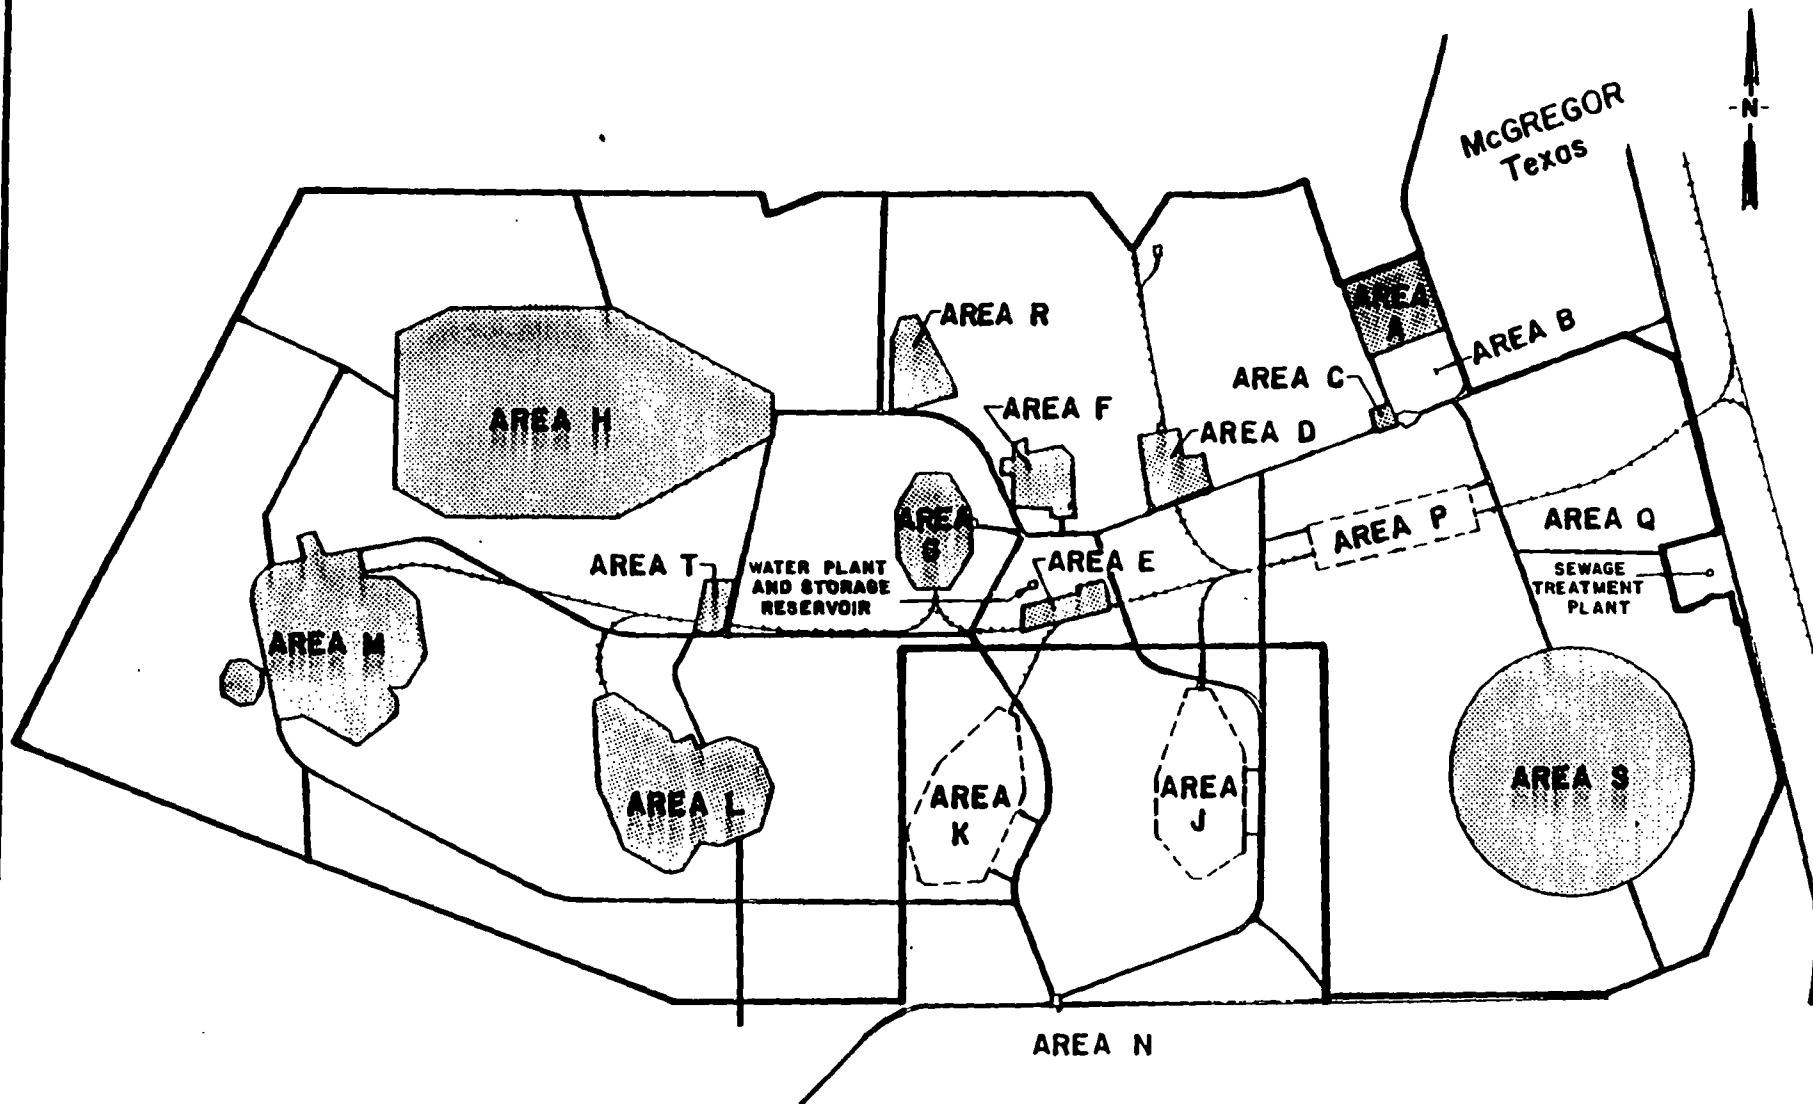 McGREGOR
Texas
-N-
AREA A
AREA B
AREA R
AREA C
AREA F
AREA H
AREA D
AREA
G
AREA P
AREA Q
AREA T
WATER PLANT
AND STORAGE
RESERVOIR
AREA E
SEWAGE
TREATMENT
PLANT
AREA M
AREA S
AREA L
AREA
K
AREA
J
AREA N